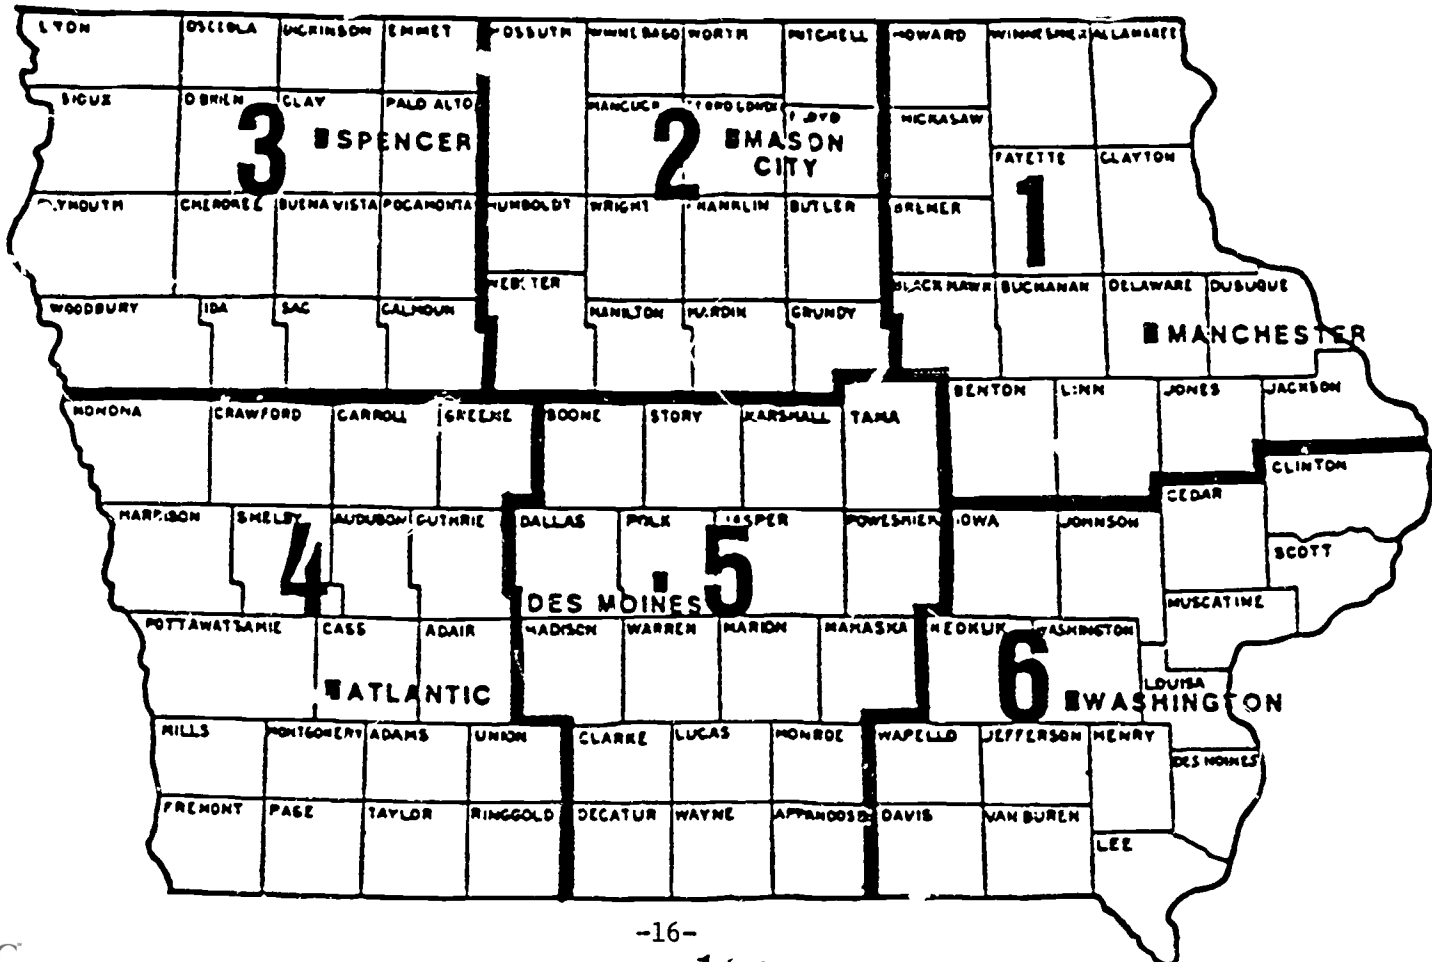 LYON OSCEOLA DICKINSON EMMET KOSSUTH WINNEBAGO WORTH MITCHELL HOWARD WINNESHIEK ALLAMAKEE
SIOUX O'BRIEN CLAY PALO ALTO HANCOCK CERRO GORDO FLOYD CHICKASAW
3 SPENCER 2 MASON CITY
FAYETTE CLAYTON
1
PLYMOUTH CHEROKEE BUENA VISTA POCAHONTAS HUMBOLDT WRIGHT FRANKLIN BUTLER BREMER
WEBSTER BLACK HAWK BUCHANAN DELAWARE DUBUQUE
WOODBURY IDA SAC CALHOUN HAMILTON HARDIN GRUNDY
MANCHESTER
BENTON LINN JONES JACKSON
MONONA CRAWFORD CARROLL GREENE BOONE STORY MARSHALL TAMA
CLINTON
CEDAR
HARRISON SHELBY AUDUBON GUTHRIE DALLAS POLK JASPER POWESHIEK IOWA JOHNSON
SCOTT
4 5
DES MOINES
MUSCATINE
POTTAWATTAMIE CASS ADAIR MADISON WARREN MARION MAHASKA KEOKUK WASHINGTON
6
LOUISA
ATLANTIC WASHINGTON
MILLS MONTGOMERY ADAMS UNION CLARKE LUCAS MONROE WAPELLO JEFFERSON HENRY
DES MOINES
FREMONT PAGE TAYLOR RINGGOLD DECATUR WAYNE APPANOOSE DAVIS VAN BUREN
LEE
-16-